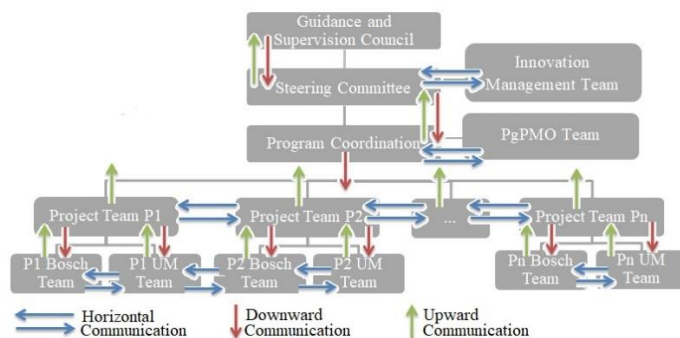 Guidance and
Supervision Council
Innovation
Management Team
Steering Committee
PgPMO Team
Program Coordination
Project Team P1
Project Team P2
...
Project Team Pn
P1 Bosch
Team
P1 UM
Team
P2 Bosch
Team
P2 UM
Team
Pn Bosch
Team
Pn UM
Team
Horizontal
Communication
Downward
Communication
Upward
Communication